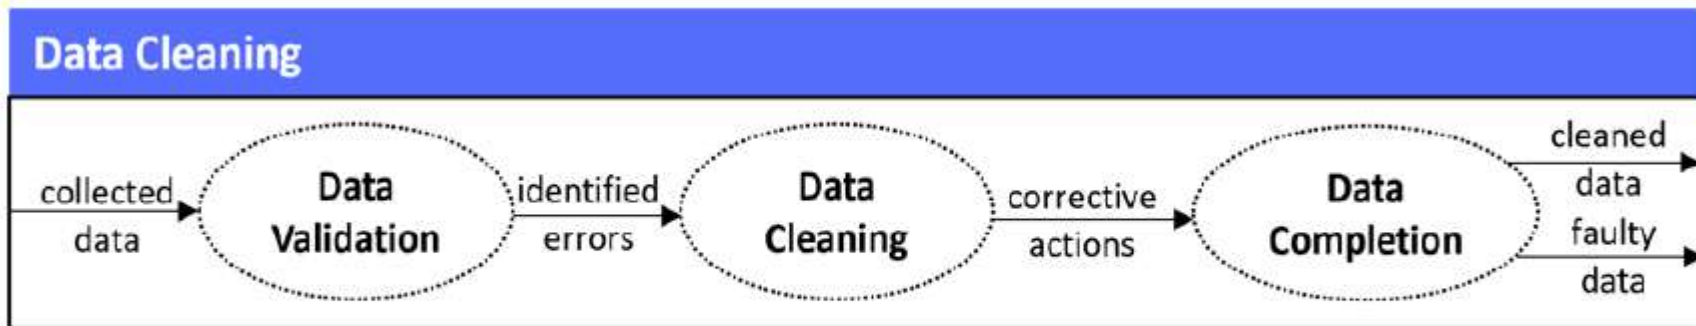 Data Cleaning
collected
data
Data
Validation
identified
errors
Data
Cleaning
corrective
actions
Data
Completion
cleaned
data
faulty
data